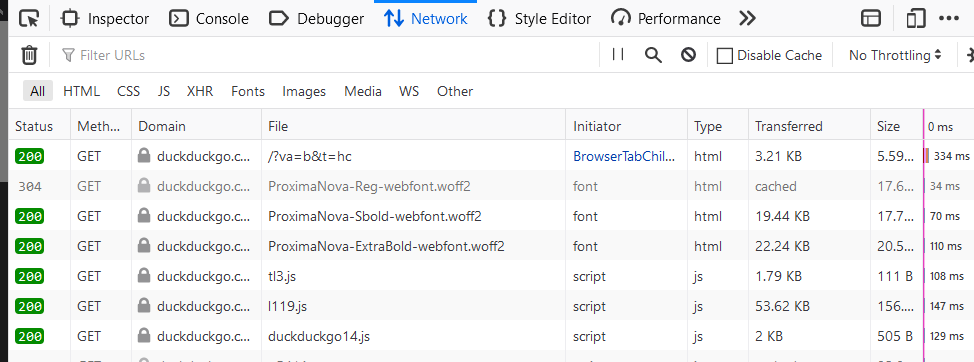 Inspector Console Debugger Network Style Editor Performance
Filter URLs Disable Cache No Throttling
All HTML CSS JS XHR Fonts Images Media WS Other
Status Meth... Domain File Initiator Type Transferred Size 0 ms
200 GET duckduckgo.c... /?va=b&t=hc BrowserTabChil... html 3.21 KB 5.59... 334 ms
304 GET duckduckgo.c... ProximaNova-Reg-webfont.woff2 font html cached 17.6... 34 ms
200 GET duckduckgo.c... ProximaNova-Sbold-webfont.woff2 font html 19.44 KB 17.7... 70 ms
200 GET duckduckgo.c... ProximaNova-ExtraBold-webfont.woff2 font html 22.24 KB 20.5... 110 ms
200 GET duckduckgo.c... tl3.js script js 1.79 KB 111 B 108 ms
200 GET duckduckgo.c... l119.js script js 53.62 KB 156.... 147 ms
200 GET duckduckgo.c... duckduckgo14.js script js 2 KB 505 B 129 ms